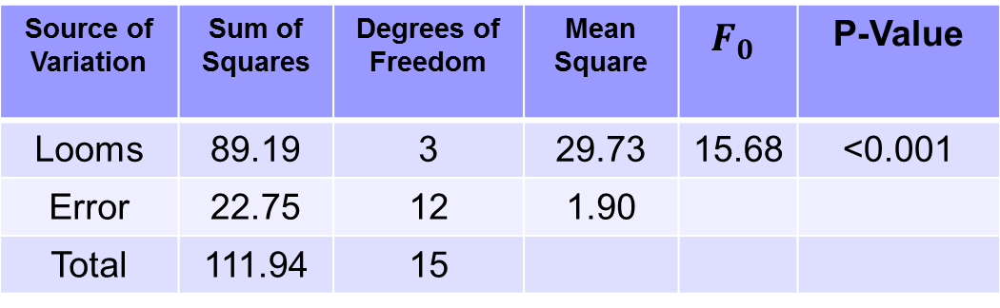 Source of Variation Sum of Squares Degrees of Freedom Mean Square F₀ P-Value
Looms 89.19 3 29.73 15.68 <0.001
Error 22.75 12 1.90
Total 111.94 15